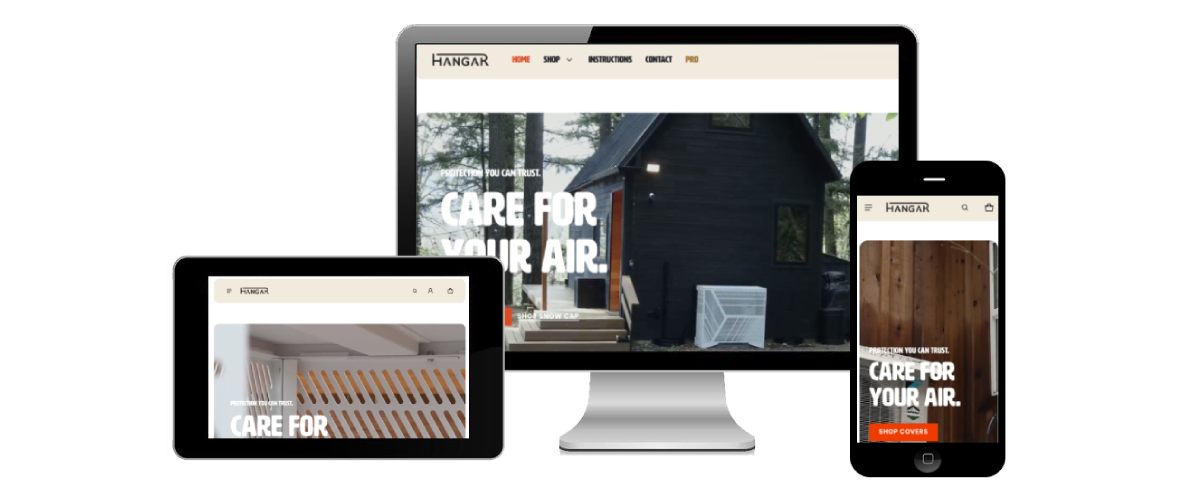 HANGAR
HOME SHOP INSTRUCTIONS CONTACT PRO
PROTECTION YOU CAN TRUST.
CARE FOR
YOUR AIR.
SHOP SNOW CAP
HANGAR
PROTECTION YOU CAN TRUST.
CARE FOR
HANGAR
PROTECTION YOU CAN TRUST.
CARE FOR
YOUR AIR.
SHOP COVERS